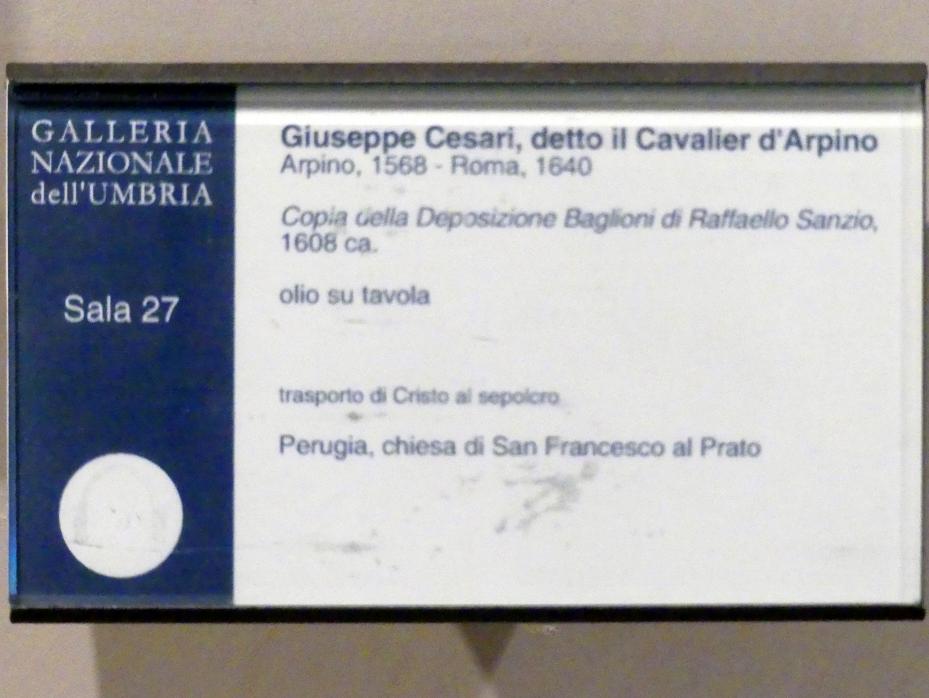 GALLERIA
NAZIONALE
dell'UMBRIA
Sala 27
Giuseppe Cesari, detto il Cavalier d'Arpino
Arpino, 1568 - Roma, 1640
Copia della Deposizione Baglioni di Raffaello Sanzio,
1608 ca.
olio su tavola
trasporto di Cristo al sepolcro
Perugia, chiesa di San Francesco al Prato